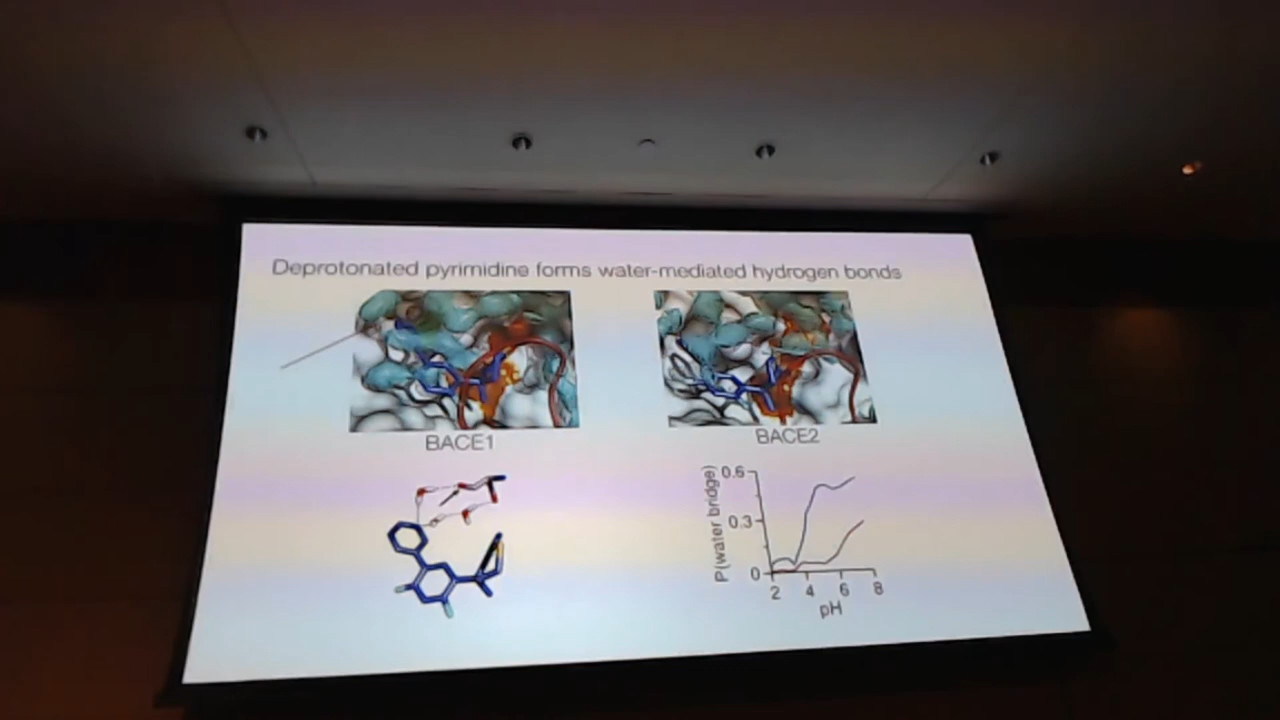 Deprotonated pyrimidine forms water-mediated hydrogen bonds
BACE1
BACE2
P(water bridge)
0.6
0.3
0
2 4 6 8
pH